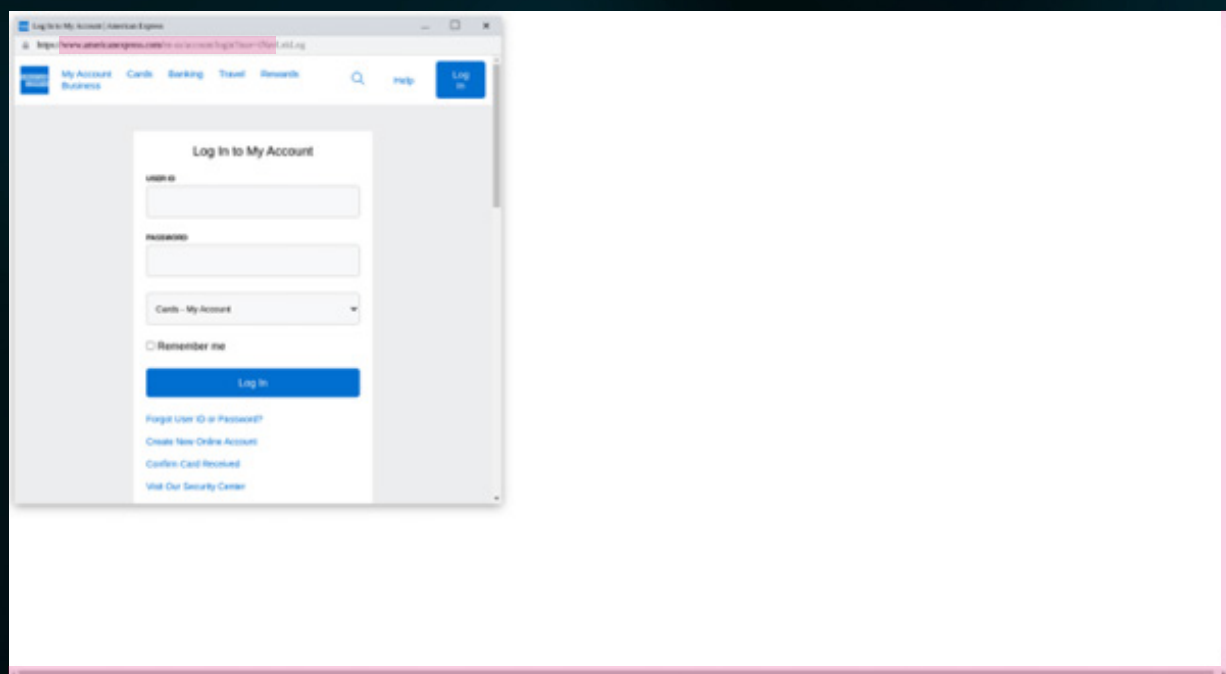 Log In to My Account | American Express
My Account Cards Banking Travel Rewards
Business
Help
Log
In
Log In to My Account
USER ID
PASSWORD
Cards - My Account
Remember me
Log In
Forgot User ID or Password?
Create New Online Account
Confirm Card Received
Visit Our Security Center